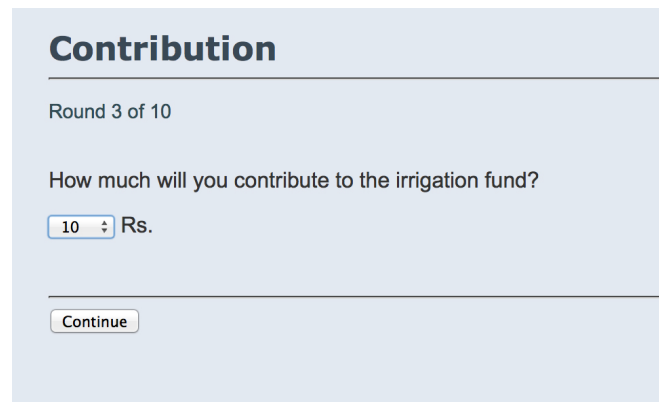 Contribution
Round 3 of 10
How much will you contribute to the irrigation fund?
10 Rs.
Continue